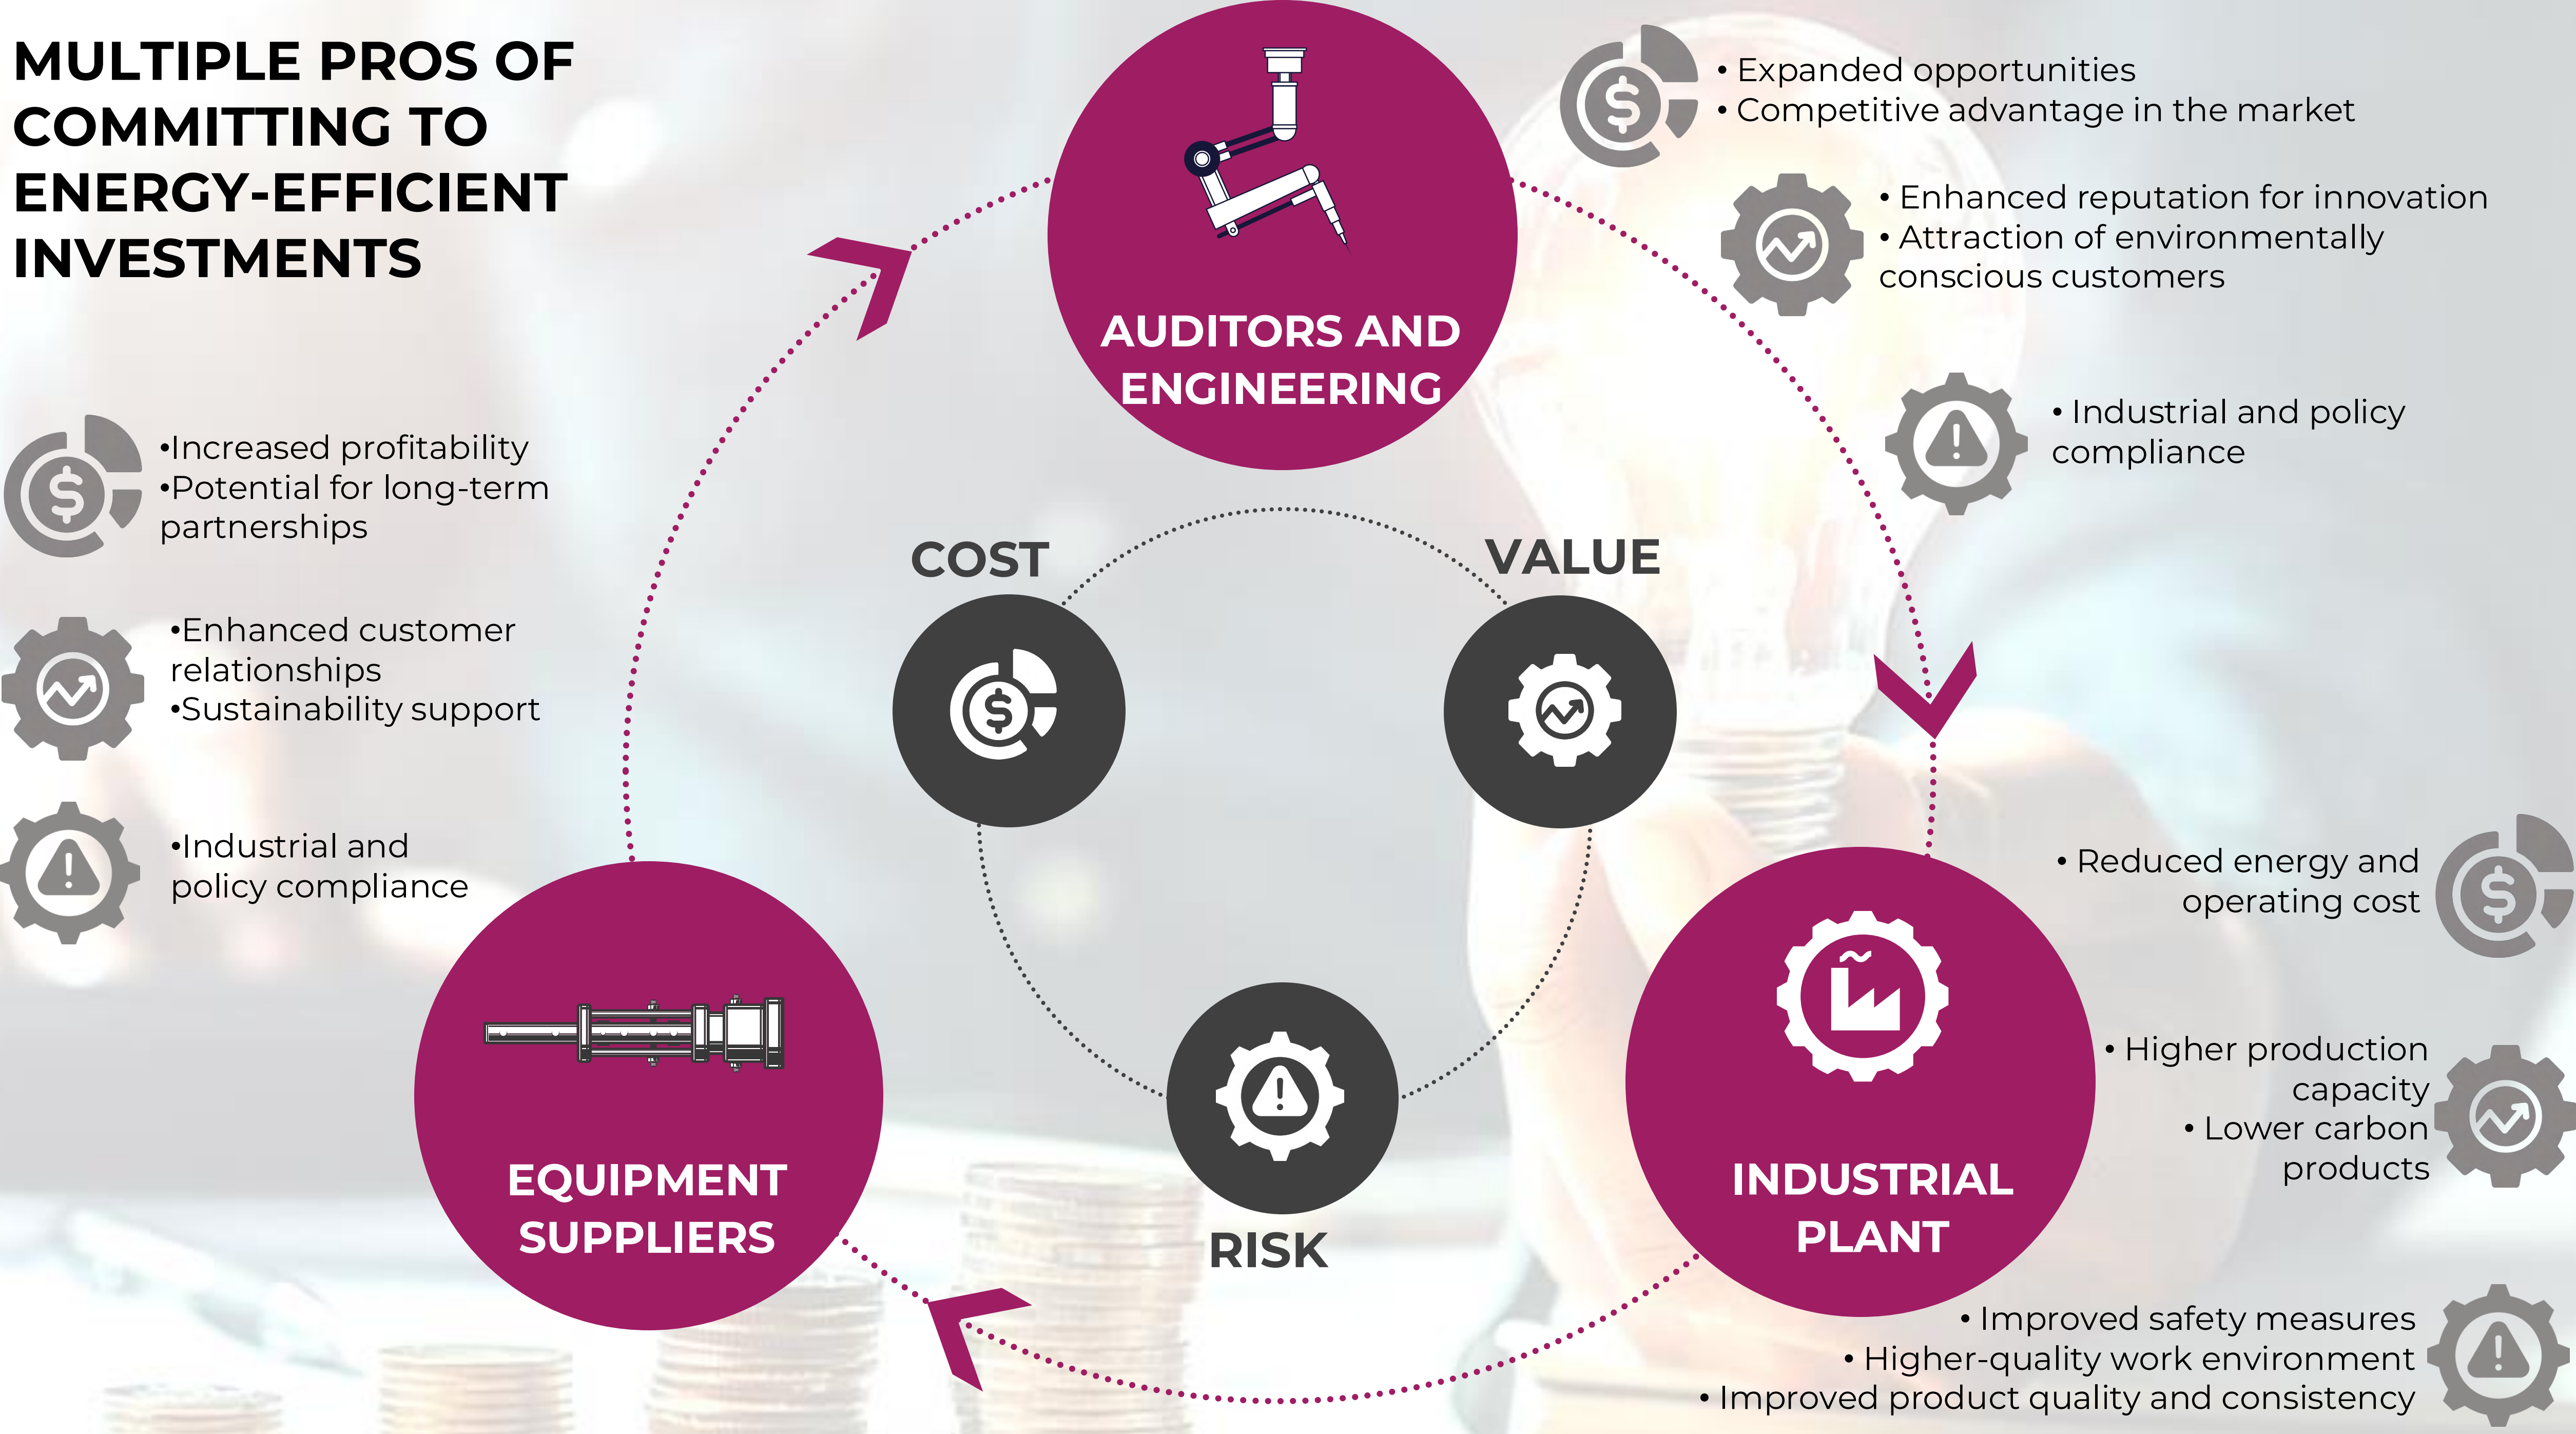 MULTIPLE PROS OF
COMMITTING TO
ENERGY-EFFICIENT
INVESTMENTS
AUDITORS AND
ENGINEERING
• Expanded opportunities
• Competitive advantage in the market
• Enhanced reputation for innovation
• Attraction of environmentally
conscious customers
• Industrial and policy
compliance
•Increased profitability
•Potential for long-term
partnerships
•Enhanced customer
relationships
•Sustainability support
•Industrial and
policy compliance
COST
VALUE
RISK
EQUIPMENT
SUPPLIERS
INDUSTRIAL
PLANT
• Reduced energy and
operating cost
• Higher production
capacity
• Lower carbon
products
• Improved safety measures
• Higher-quality work environment
• Improved product quality and consistency